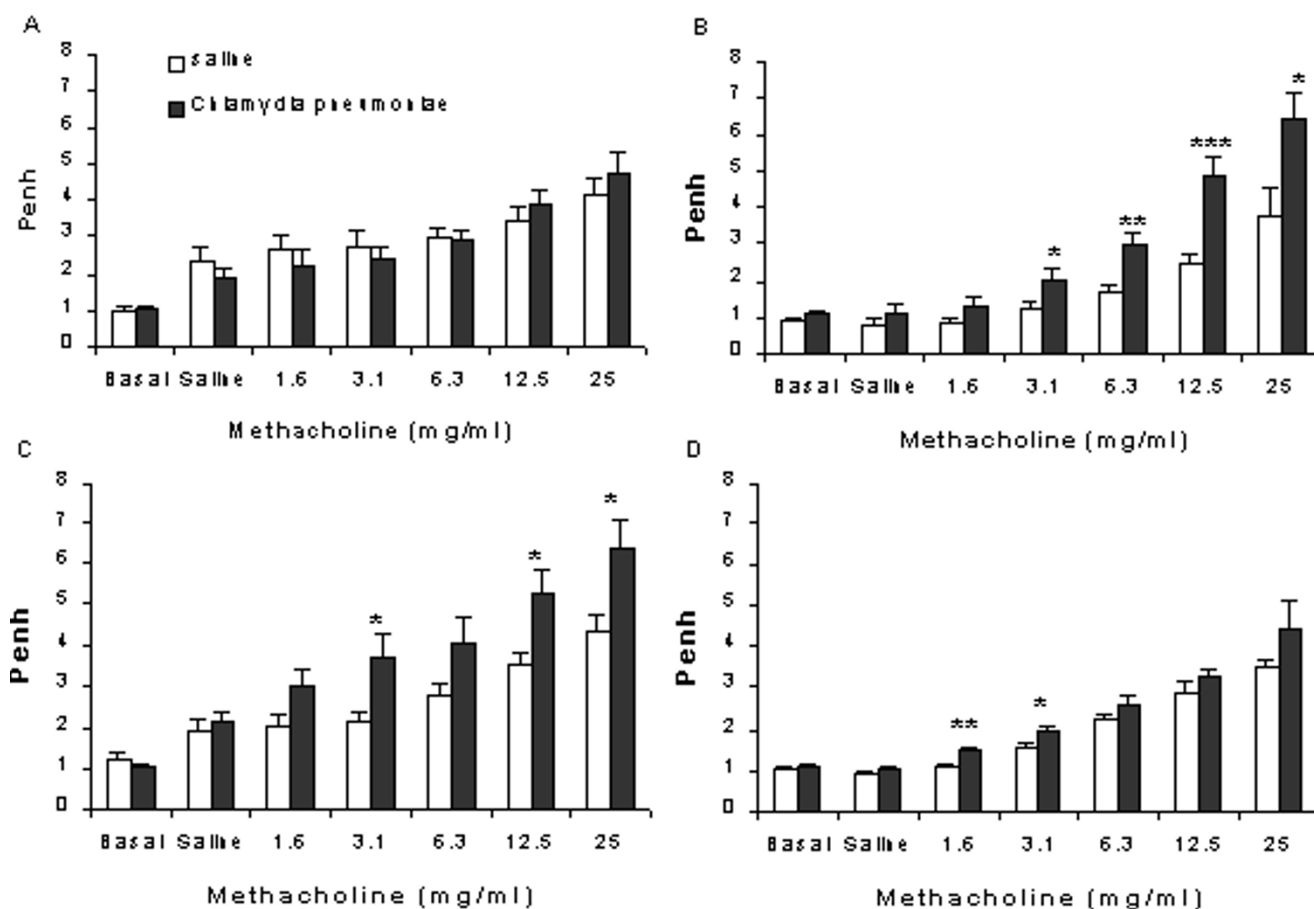 A
8
7
6
5
4
3
2
1
0
Penh
saline
Chlamydia pneumoniae
Basal Saline 1.6 3.1 6.3 12.5 25
Methacholine (mg/ml)
B
8
7
6
5
4
3
2
1
0
Penh
* ** *** *
Basal Saline 1.6 3.1 6.3 12.5 25
Methacholine (mg/ml)
C
8
7
6
5
4
3
2
1
0
Penh
* * *
Basal Saline 1.6 3.1 6.3 12.5 25
Methacholine (mg/ml)
D
8
7
6
5
4
3
2
1
0
Penh
** *
Basal Saline 1.6 3.1 6.3 12.5 25
Methacholine (mg/ml)